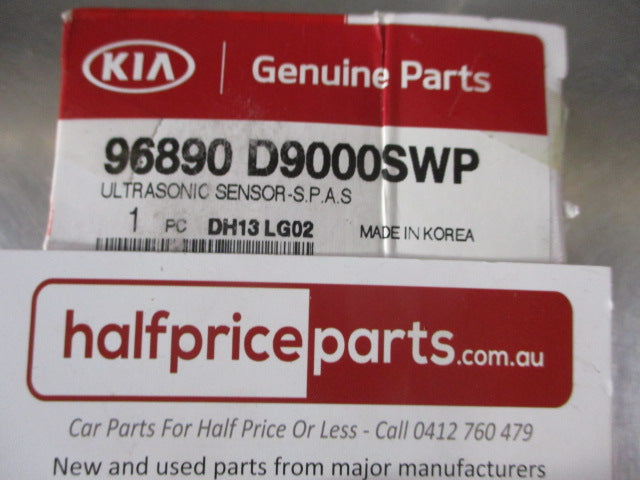 KIA Genuine Parts
96890 D9000SWP
ULTRASONIC SENSOR-S.P.A.S
1 PC DH13 LG02 MADE IN KOREA
halfpriceparts.com.au
Car Parts For Half Price Or Less - Call 0412 760 479
New and used parts from major manufacturers